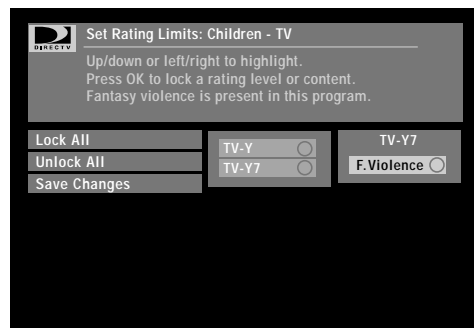 Set Rating Limits: Children - TV
DIRECTV
Up/down or left/right to highlight.
Press OK to lock a rating level or content.
Fantasy violence is present in this program.
Lock All
Unlock All
Save Changes
TV-Y
TV-Y7
TV-Y7
F.Violence